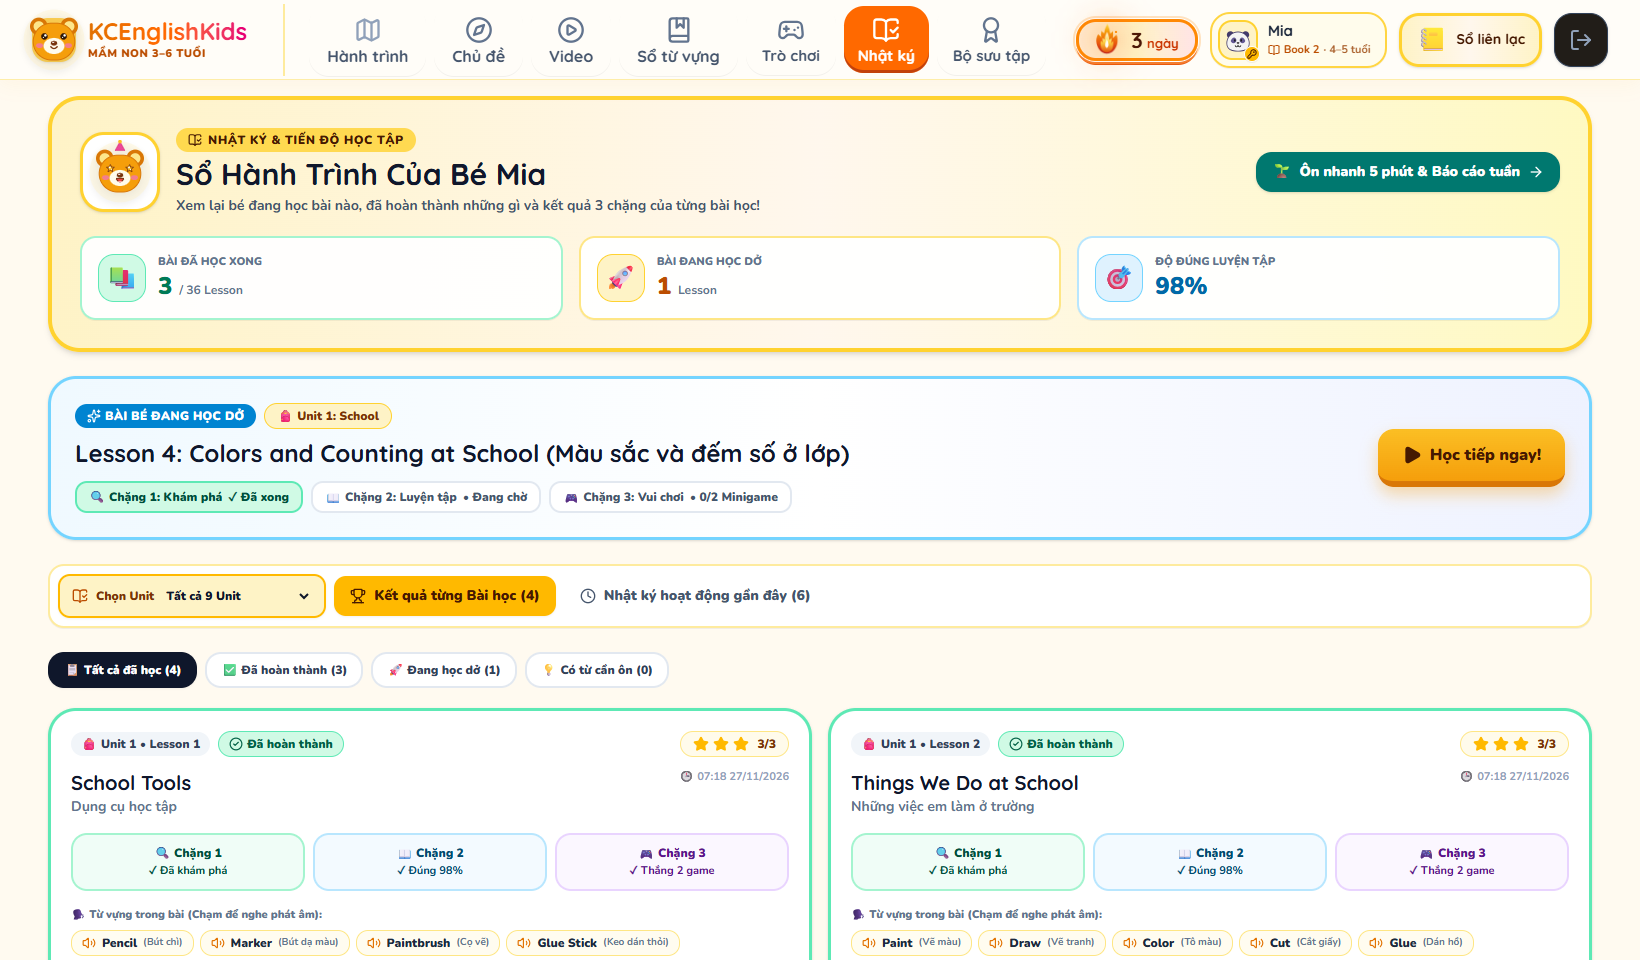 KCEnglishKids
MẦM NON 3-6 TUỔI
Hành trình
Chủ đề
Video
Sổ từ vựng
Trò chơi
Nhật ký
Bộ sưu tập
3 ngày
Mia
Book 2 · 4–5 tuổi
Sổ liên lạc
NHẬT KÝ & TIẾN ĐỘ HỌC TẬP
Sổ Hành Trình Của Bé Mia
Xem lại bé đang học bài nào, đã hoàn thành những gì và kết quả 3 chặng của từng bài học!
Ôn nhanh 5 phút & Báo cáo tuần →
BÀI ĐÃ HỌC XONG
3 / 36 Lesson
BÀI ĐANG HỌC DỞ
1 Lesson
ĐỘ ĐÚNG LUYỆN TẬP
98%
BÀI BÉ ĐANG HỌC DỞ
Unit 1: School
Lesson 4: Colors and Counting at School (Màu sắc và đếm số ở lớp)
Chặng 1: Khám phá ✓ Đã xong
Chặng 2: Luyện tập • Đang chờ
Chặng 3: Vui chơi • 0/2 Minigame
Học tiếp ngay!
Chọn Unit Tất cả 9 Unit
Kết quả từng Bài học (4)
Nhật ký hoạt động gần đây (6)
Tất cả đã học (4)
Đã hoàn thành (3)
Đang học dở (1)
Có từ cần ôn (0)
Unit 1 • Lesson 1
Đã hoàn thành
3/3
School Tools
07:18 27/11/2026
Dụng cụ học tập
Chặng 1
✓ Đã khám phá
Chặng 2
✓ Đúng 98%
Chặng 3
✓ Thắng 2 game
Từ vựng trong bài (Chạm để nghe phát âm):
Pencil (Bút chì)
Marker (Bút dạ màu)
Paintbrush (Cọ vẽ)
Glue Stick (Keo dán thỏi)
Unit 1 • Lesson 2
Đã hoàn thành
3/3
Things We Do at School
07:18 27/11/2026
Những việc em làm ở trường
Chặng 1
✓ Đã khám phá
Chặng 2
✓ Đúng 98%
Chặng 3
✓ Thắng 2 game
Từ vựng trong bài (Chạm để nghe phát âm):
Paint (Vẽ màu)
Draw (Vẽ tranh)
Color (Tô màu)
Cut (Cắt giấy)
Glue (Dán hồ)